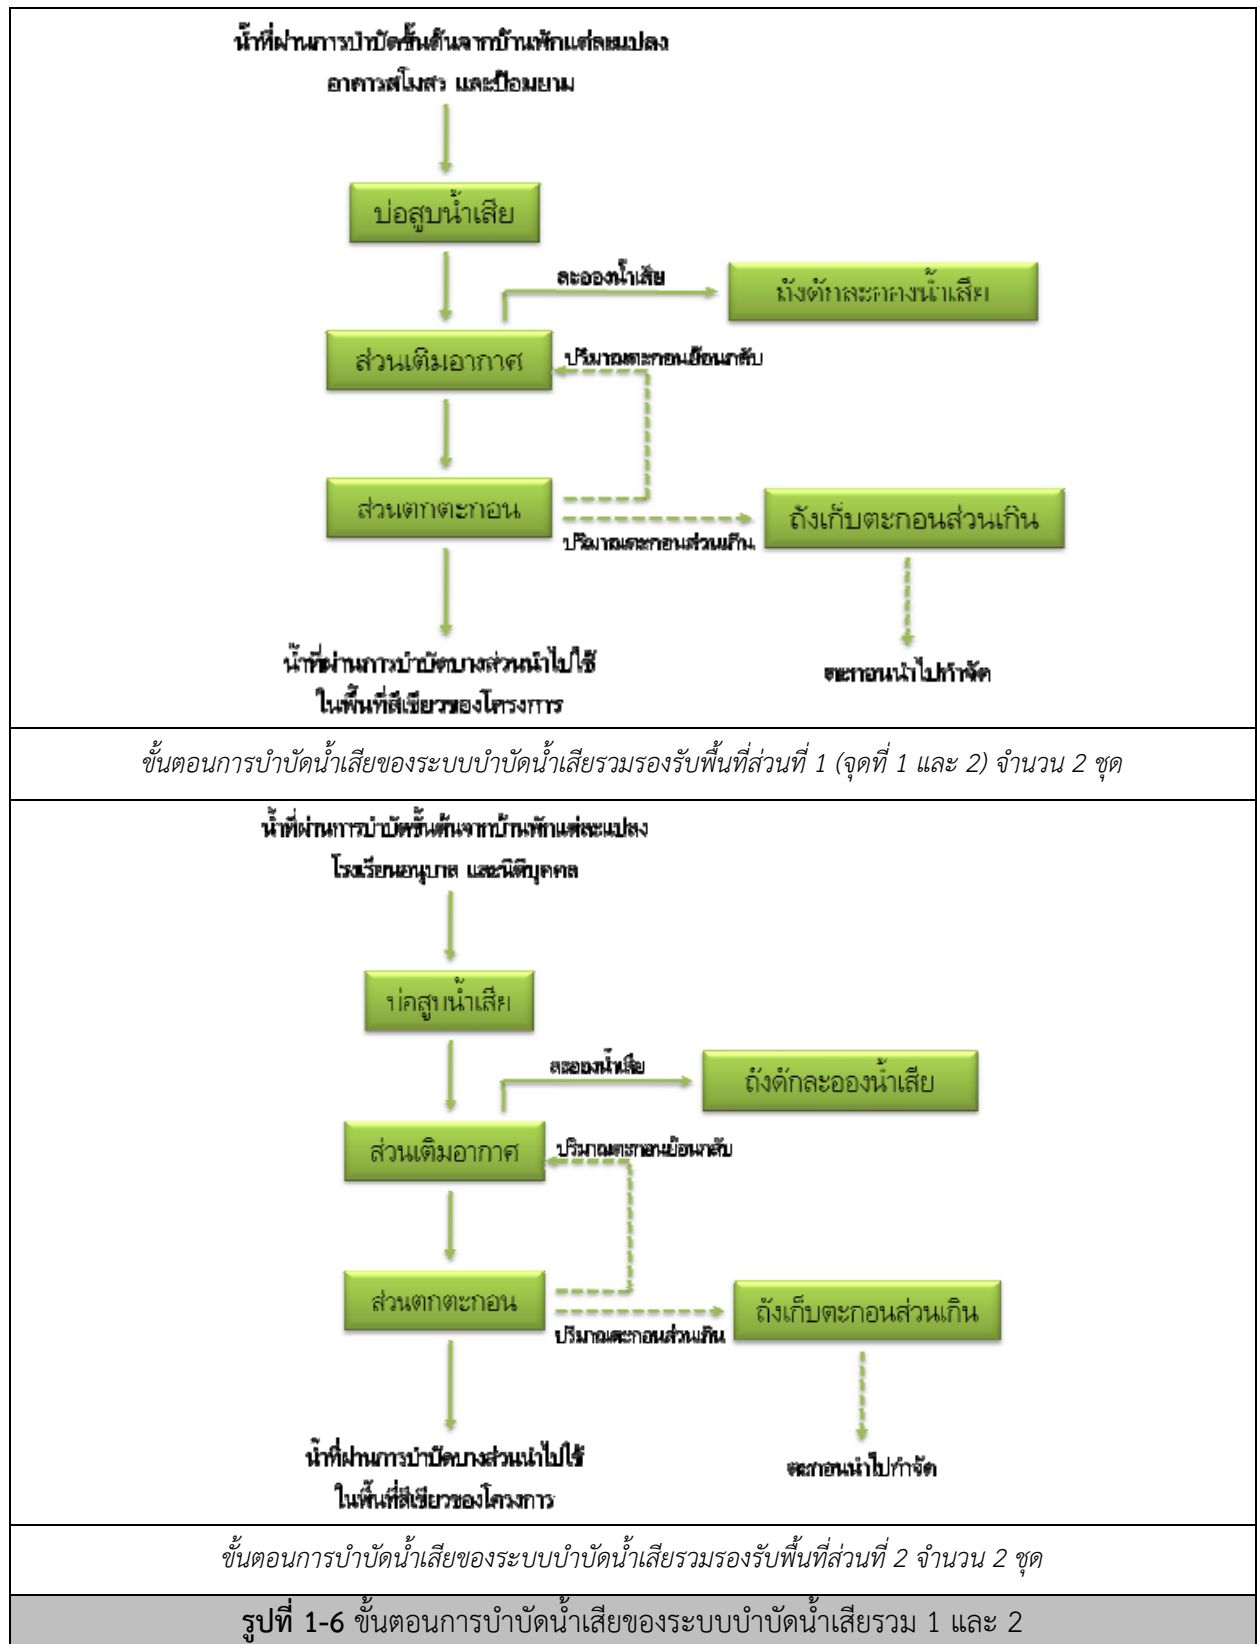 น้ำที่ผ่านการบำบัดขั้นต้นจากบ้านพักแต่ละแปลง
อาคารสโมสร และป้อมยาม
บ่อสูบน้ำเสีย
ละอองน้ำเสีย
ถังดักละอองน้ำเสีย
ส่วนเติมอากาศ
ปริมาณตะกอนย้อนกลับ
ส่วนตกตะกอน
ถังเก็บตะกอนส่วนเกิน
ปริมาณตะกอนส่วนเกิน
น้ำที่ผ่านการบำบัดบางส่วนนำไปใช้
ในพื้นที่สีเขียวของโครงการ
ตะกอนนำไปกำจัด
ขั้นตอนการบำบัดน้ำเสียของระบบบำบัดน้ำเสียรวมรองรับพื้นที่ส่วนที่ 1 (จุดที่ 1 และ 2) จำนวน 2 ชุด
น้ำที่ผ่านการบำบัดขั้นต้นจากบ้านพักแต่ละแปลง
โรงเรียนอนุบาล และนิติบุคคล
บ่อสูบน้ำเสีย
ละอองน้ำเสีย
ถังดักละอองน้ำเสีย
ส่วนเติมอากาศ
ปริมาณตะกอนย้อนกลับ
ส่วนตกตะกอน
ถังเก็บตะกอนส่วนเกิน
ปริมาณตะกอนส่วนเกิน
น้ำที่ผ่านการบำบัดบางส่วนนำไปใช้
ในพื้นที่สีเขียวของโครงการ
ตะกอนนำไปกำจัด
ขั้นตอนการบำบัดน้ำเสียของระบบบำบัดน้ำเสียรวมรองรับพื้นที่ส่วนที่ 2 จำนวน 2 ชุด
รูปที่ 1-6 ขั้นตอนการบำบัดน้ำเสียของระบบบำบัดน้ำเสียรวม 1 และ 2